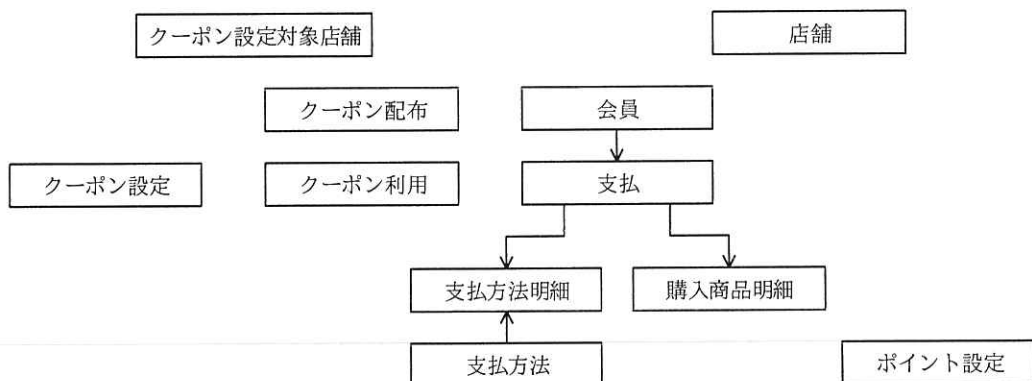 クーポン設定対象店舗
店舗
クーポン配布
会員
クーポン設定
クーポン利用
支払
支払方法明細
購入商品明細
支払方法
ポイント設定